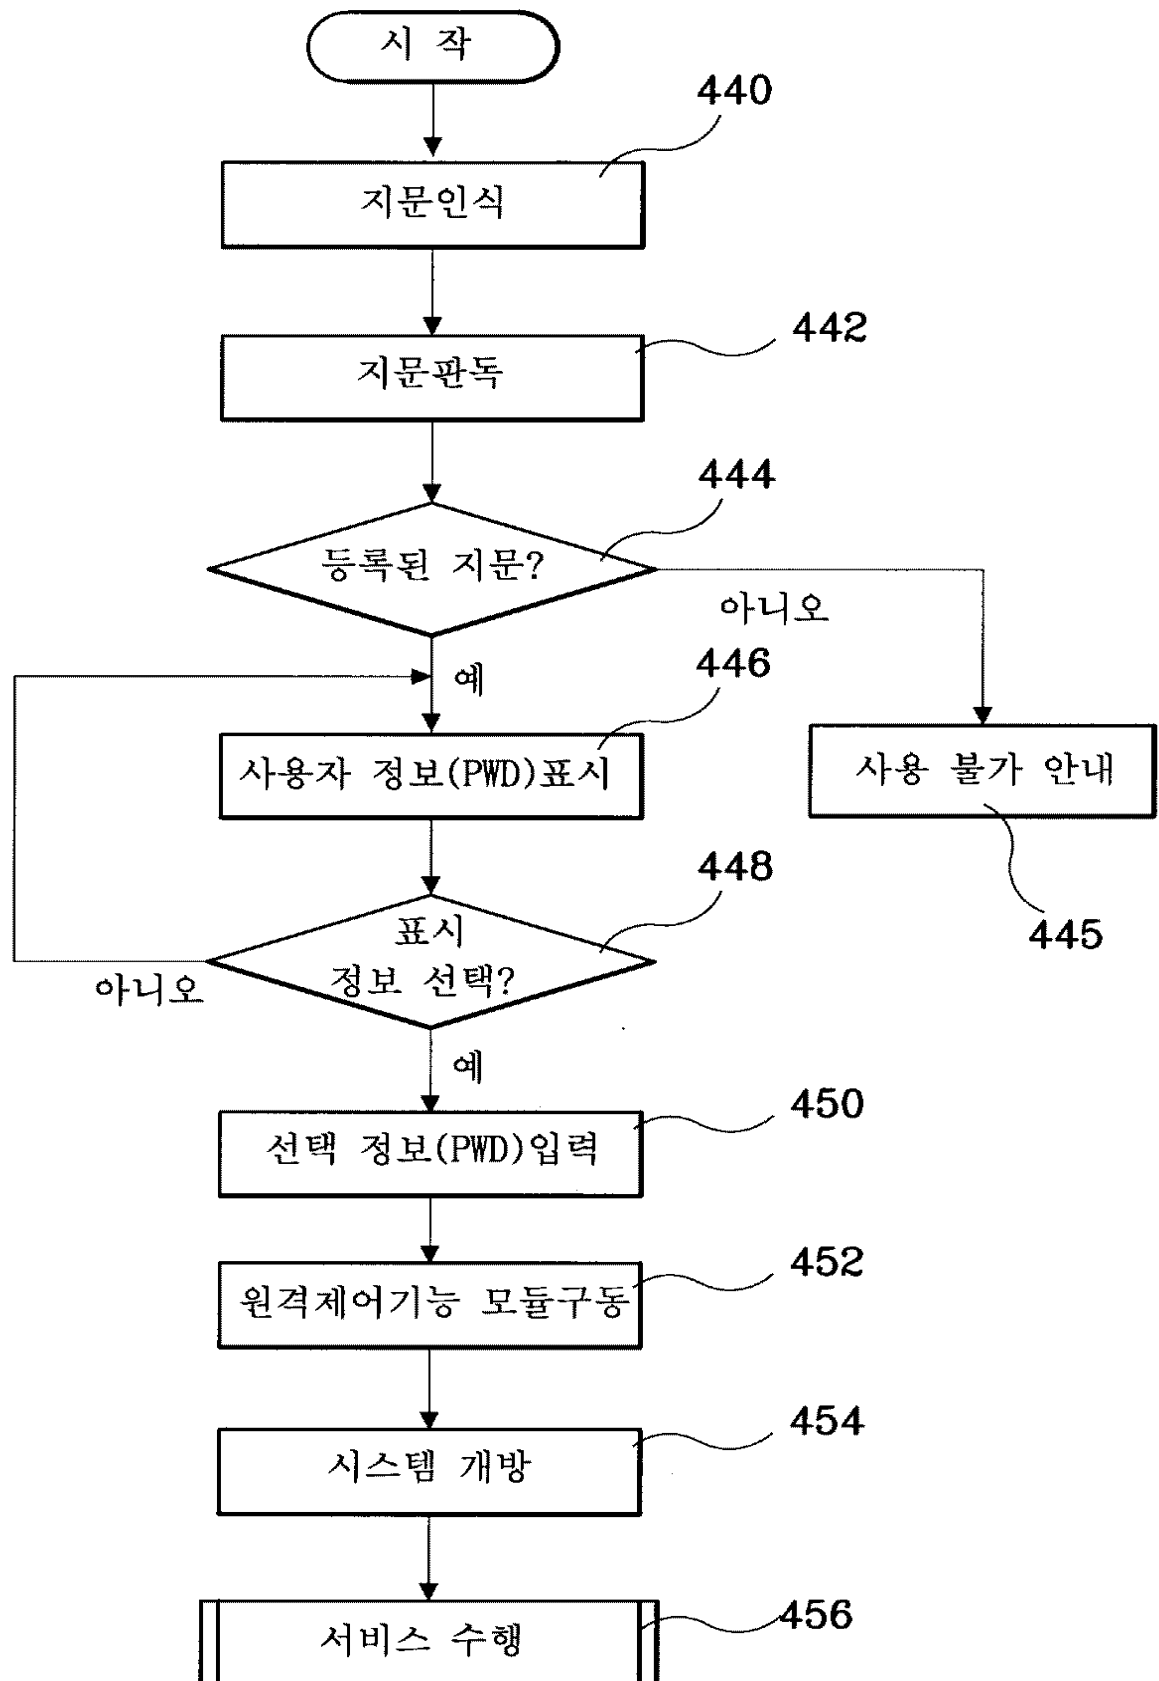 시 작
440
지문인식
442
지문판독
444
등록된 지문?
아니오
예
446
사용자 정보(PWD)표시
사용 불가 안내
445
448
표시
정보 선택?
아니오
예
450
선택 정보(PWD)입력
452
원격제어기능 모듈구동
454
시스템 개방
456
서비스 수행